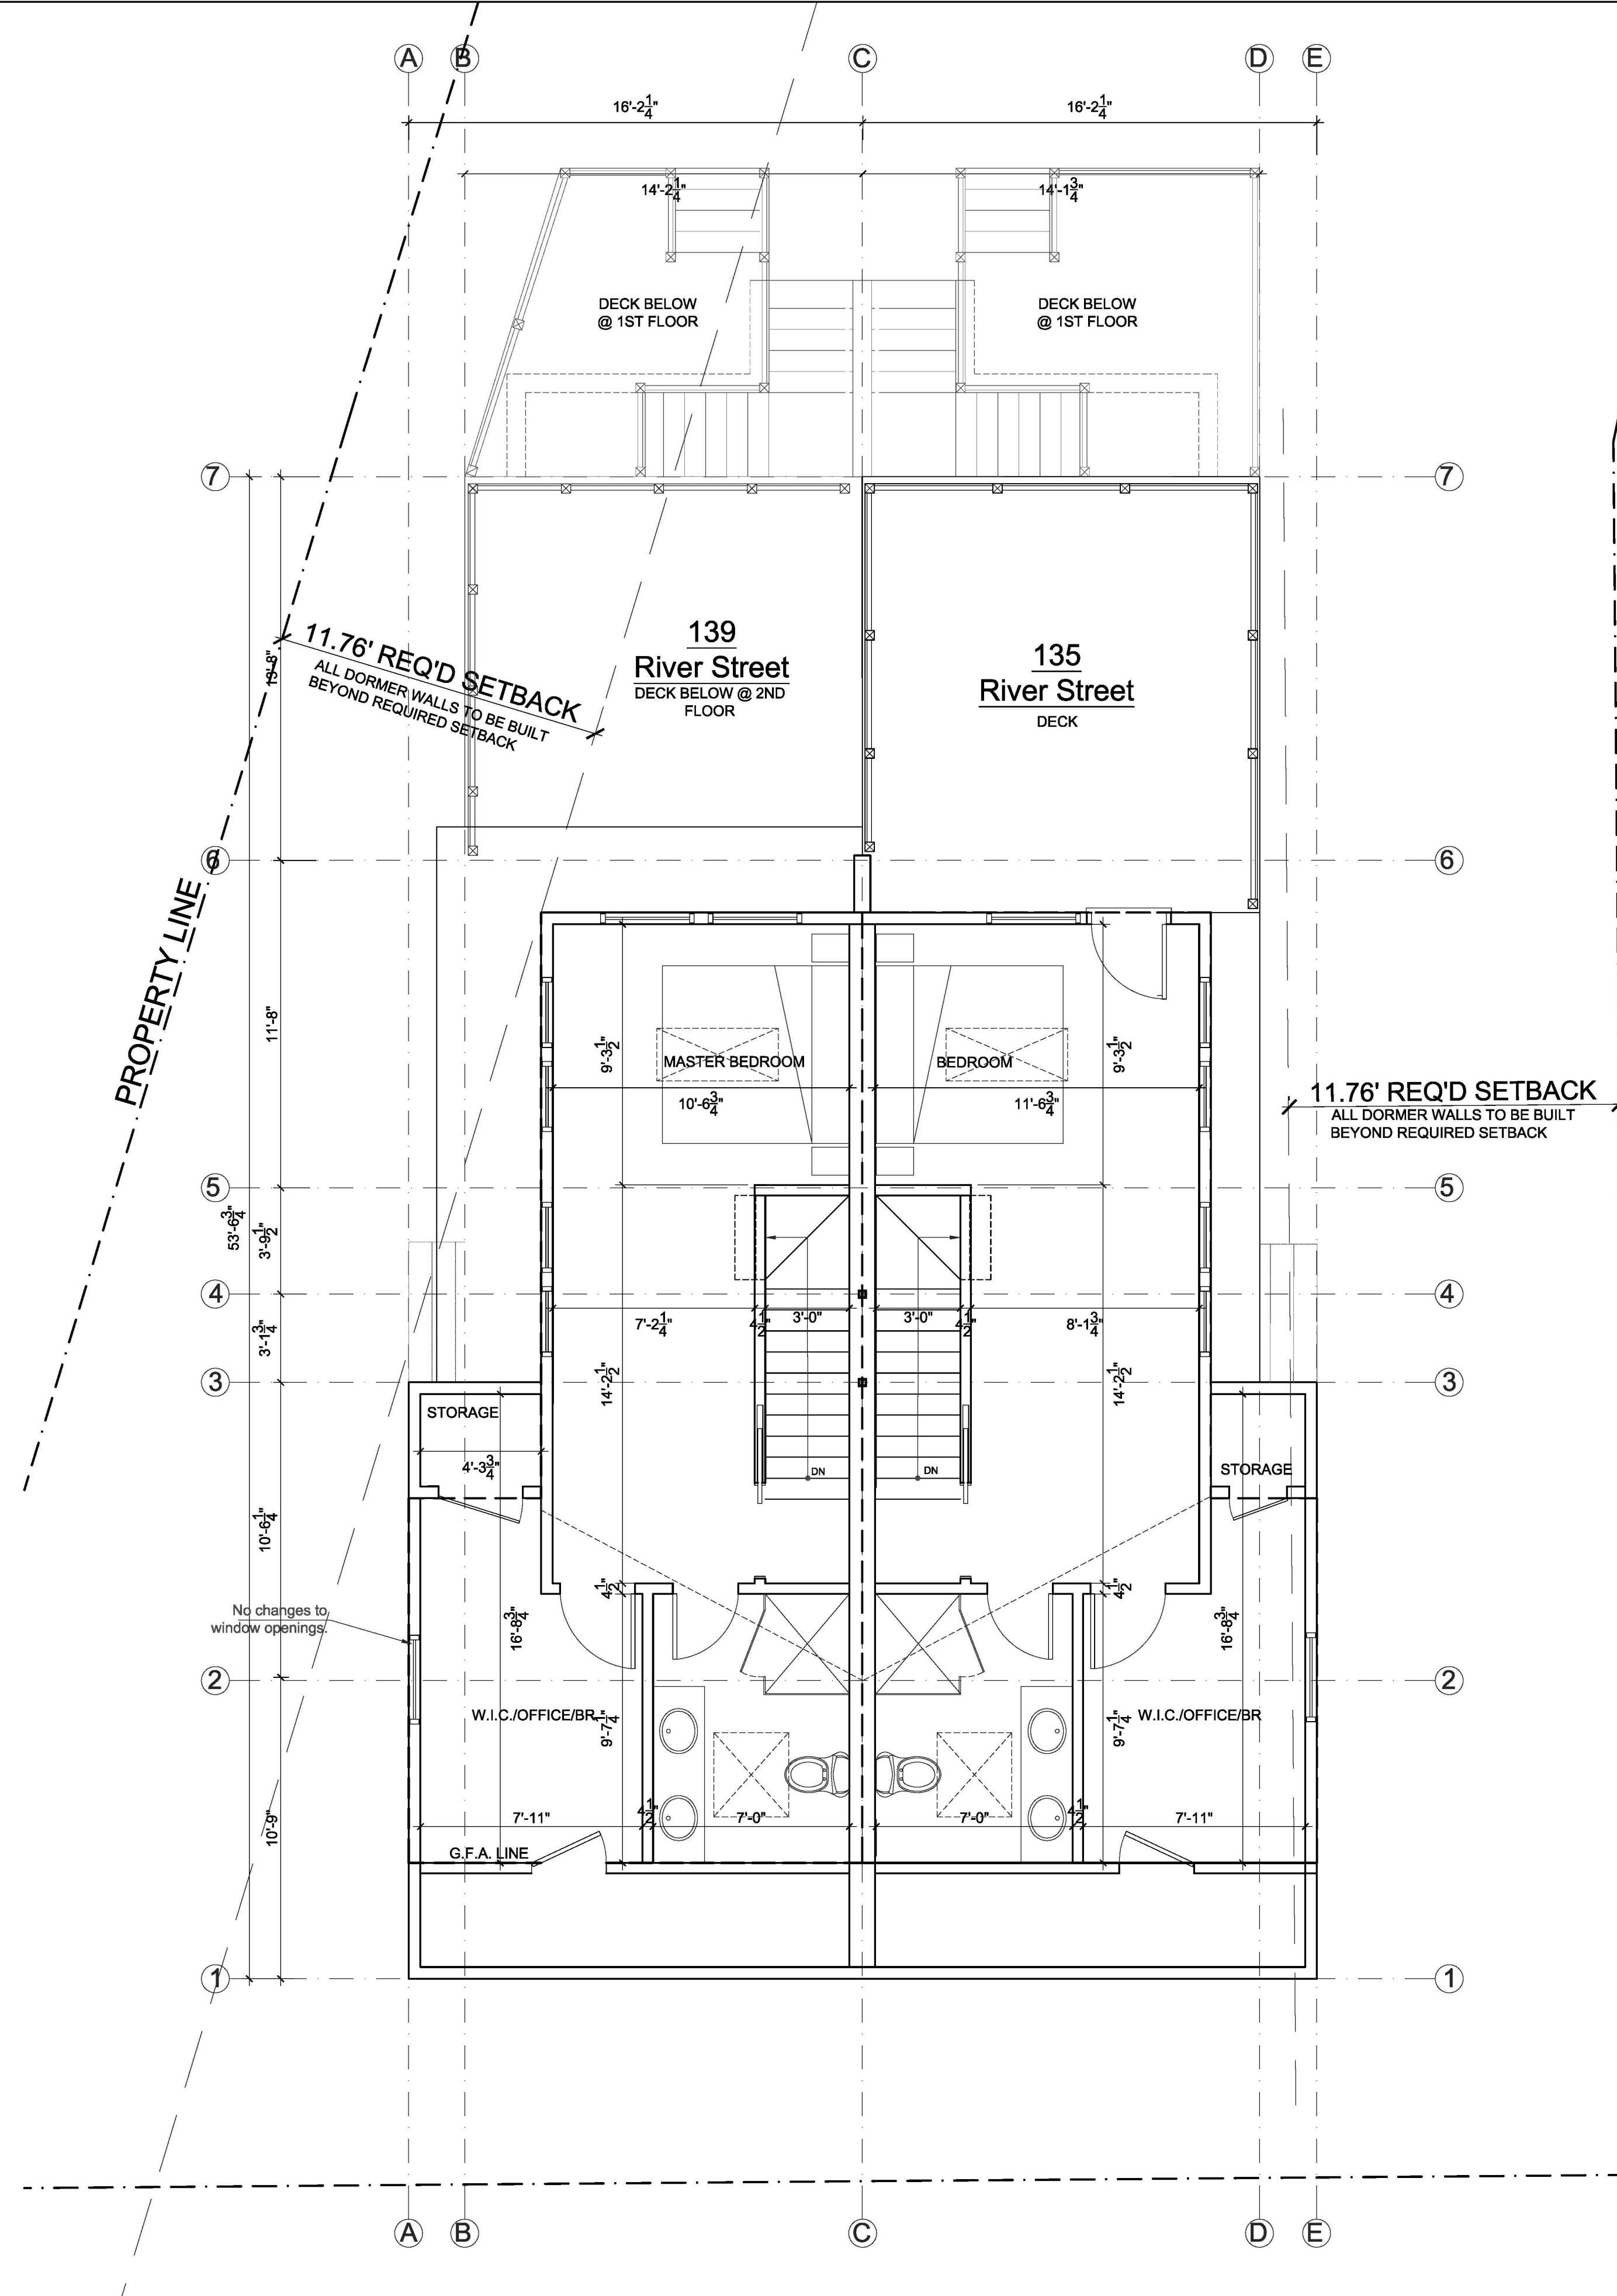 A B C D E
16'-2 1/4" 16'-2 1/4"
14'-2 1/4" 14'-1 3/4"
DECK BELOW
@ 1ST FLOOR
DECK BELOW
@ 1ST FLOOR
7 7
139
River Street
DECK BELOW @ 2ND
FLOOR
135
River Street
DECK
11.76' REQ'D SETBACK
ALL DORMER WALLS TO BE BUILT
BEYOND REQUIRED SETBACK
13'-8"
6 6
PROPERTY LINE
11'-8"
9'-3 1/2" 9'-3 1/2"
MASTER BEDROOM BEDROOM
10'-6 3/4" 11'-6 3/4"
11.76' REQ'D SETBACK
ALL DORMER WALLS TO BE BUILT
BEYOND REQUIRED SETBACK
5 5
53'-6 3/4"
3'-9 1/2"
4 4
7'-2 1/4" 4 1/2" 3'-0" 3'-0" 4 1/2" 8'-1 3/4"
3'-1 3/4"
3 3
14'-2 1/2" 14'-2 1/2"
STORAGE
4'-3 3/4"
DN DN
STORAGE
10'-6 1/4"
4 1/2" 4 1/2"
No changes to
window openings.
16'-8 3/4" 16'-8 3/4"
2 2
W.I.C./OFFICE/BR W.I.C./OFFICE/BR
9'-7 1/4" 9'-7 1/4"
10'-9"
7'-11" 4 1/2" 7'-0" 7'-0" 4 1/2" 7'-11"
G.F.A. LINE
1 1
A B C D E